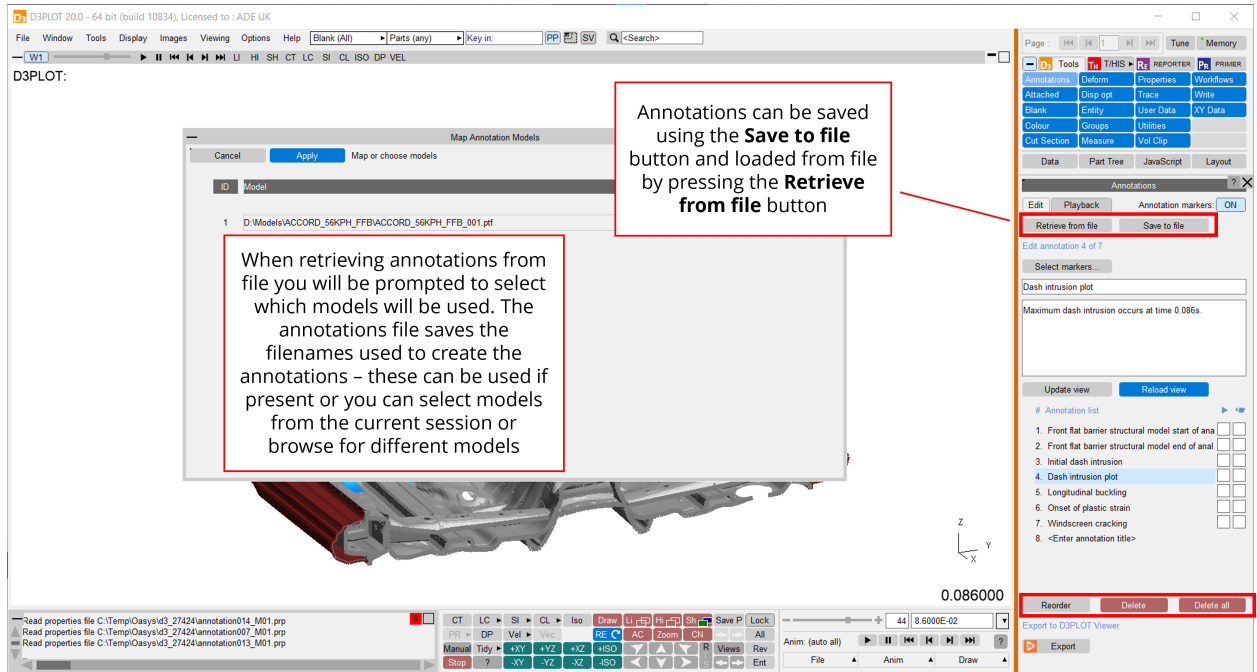 D3PLOT 20.0 - 64 bit (build 10834), Licensed to : ADE UK
File Window Tools Display Images Viewing Options Help Blank (All) Parts (any) Key in: PP SV <Search>
W1 LI HI SH CT LC SI CL ISO DP VEL
D3PLOT:
Map Annotation Models
Cancel Apply Map or choose models
ID Model
1 D:\Models\ACCORD_56KPH_FFB\ACCORD_56KPH_FFB_001.ptf
When retrieving annotations from
file you will be prompted to select
which models will be used. The
annotations file saves the
filenames used to create the
annotations – these can be used if
present or you can select models
from the current session or
browse for different models
Annotations can be saved
using the Save to file
button and loaded from file
by pressing the Retrieve
from file button
Z
Y
X
0.086000
Page : 1 Tune Memory
D3 Tools TH T/HIS RE REPORTER PR PRIMER
Annotations Deform Properties Workflows
Attached Disp opt Trace Write
Blank Entity User Data XY Data
Colour Groups Utilities
Cut Section Measure Vol Clip
Data Part Tree JavaScript Layout
Annotations ? X
Edit Playback Annotation markers: ON
Retrieve from file Save to file
Edit annotation 4 of 7
Select markers...
Dash intrusion plot
Maximum dash intrusion occurs at time 0.086s.
Update view Reload view
# Annotation list
1. Front flat barrier structural model start of ana
2. Front flat barrier structural model end of anal
3. Initial dash intrusion
4. Dash intrusion plot
5. Longitudinal buckling
6. Onset of plastic strain
7. Windscreen cracking
8. <Enter annotation title>
Reorder Delete Delete all
Export to D3PLOT Viewer
Export
Read properties file C:\Temp\Oasys\d3_27424\annotation014_M01.prp
Read properties file C:\Temp\Oasys\d3_27424\annotation007_M01.prp
Read properties file C:\Temp\Oasys\d3_27424\annotation013_M01.prp
6
CT LC SI CL Iso Draw Li Hi Sh Save P Lock
PR DP Vel Vec RE AC Zoom CN All
Manual Tidy +XY +YZ +XZ +ISO R Views Rev
Stop ? -XY -YZ -XZ -ISO S Ent
44 8.6000E-02
Anim: (auto all) ?
File Anim Draw